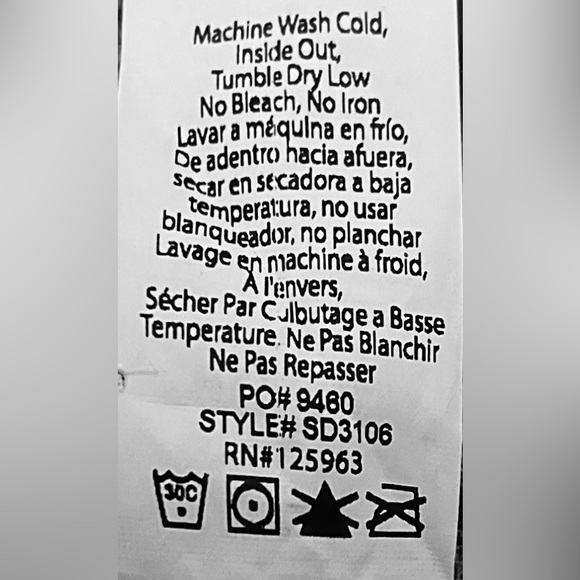 Machine Wash Cold,
Inside Out,
Tumble Dry Low
No Bleach, No Iron
Lavar a máquina en frío,
De adentro hacia afuera,
secar en secadora a baja
temperatura, no usar
blanqueador, no planchar
Lavage en machine à froid,
À l'envers,
Sécher Par Culbutage a Basse
Temperature. Ne Pas Blanchir
Ne Pas Repasser
PO# 9460
STYLE# SD3106
RN#125963
30C